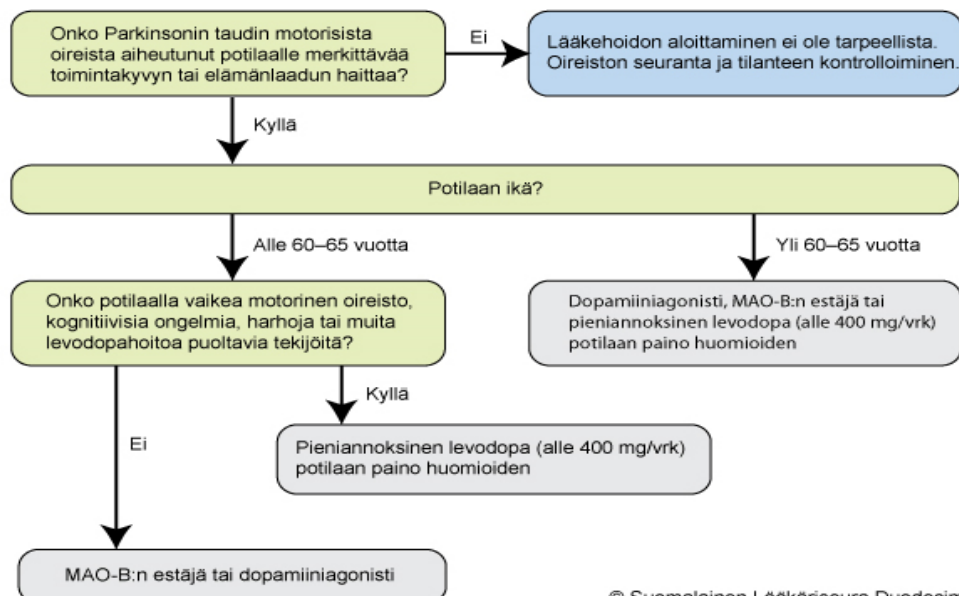 Onko Parkinsonin taudin motorisista
oireista aiheutunut potilaalle merkittävää
toimintakyvyn tai elämänlaadun haittaa?
Ei
Lääkehoidon aloittaminen ei ole tarpeellista.
Oireiston seuranta ja tilanteen kontrolloiminen.
Kyllä
Potilaan ikä?
Alle 60–65 vuotta
Yli 60–65 vuotta
Onko potilaalla vaikea motorinen oireisto,
kognitiivisia ongelmia, harhoja tai muita
levodopahoitoa puoltavia tekijöitä?
Dopamiiniagonisti, MAO-B:n estäjä tai
pieniannoksinen levodopa (alle 400 mg/vrk)
potilaan paino huomioiden
Kyllä
Ei
Pieniannoksinen levodopa (alle 400 mg/vrk)
potilaan paino huomioiden
MAO-B:n estäjä tai dopamiiniagonisti
© Suomalainen Lääkäriseura Duodecim